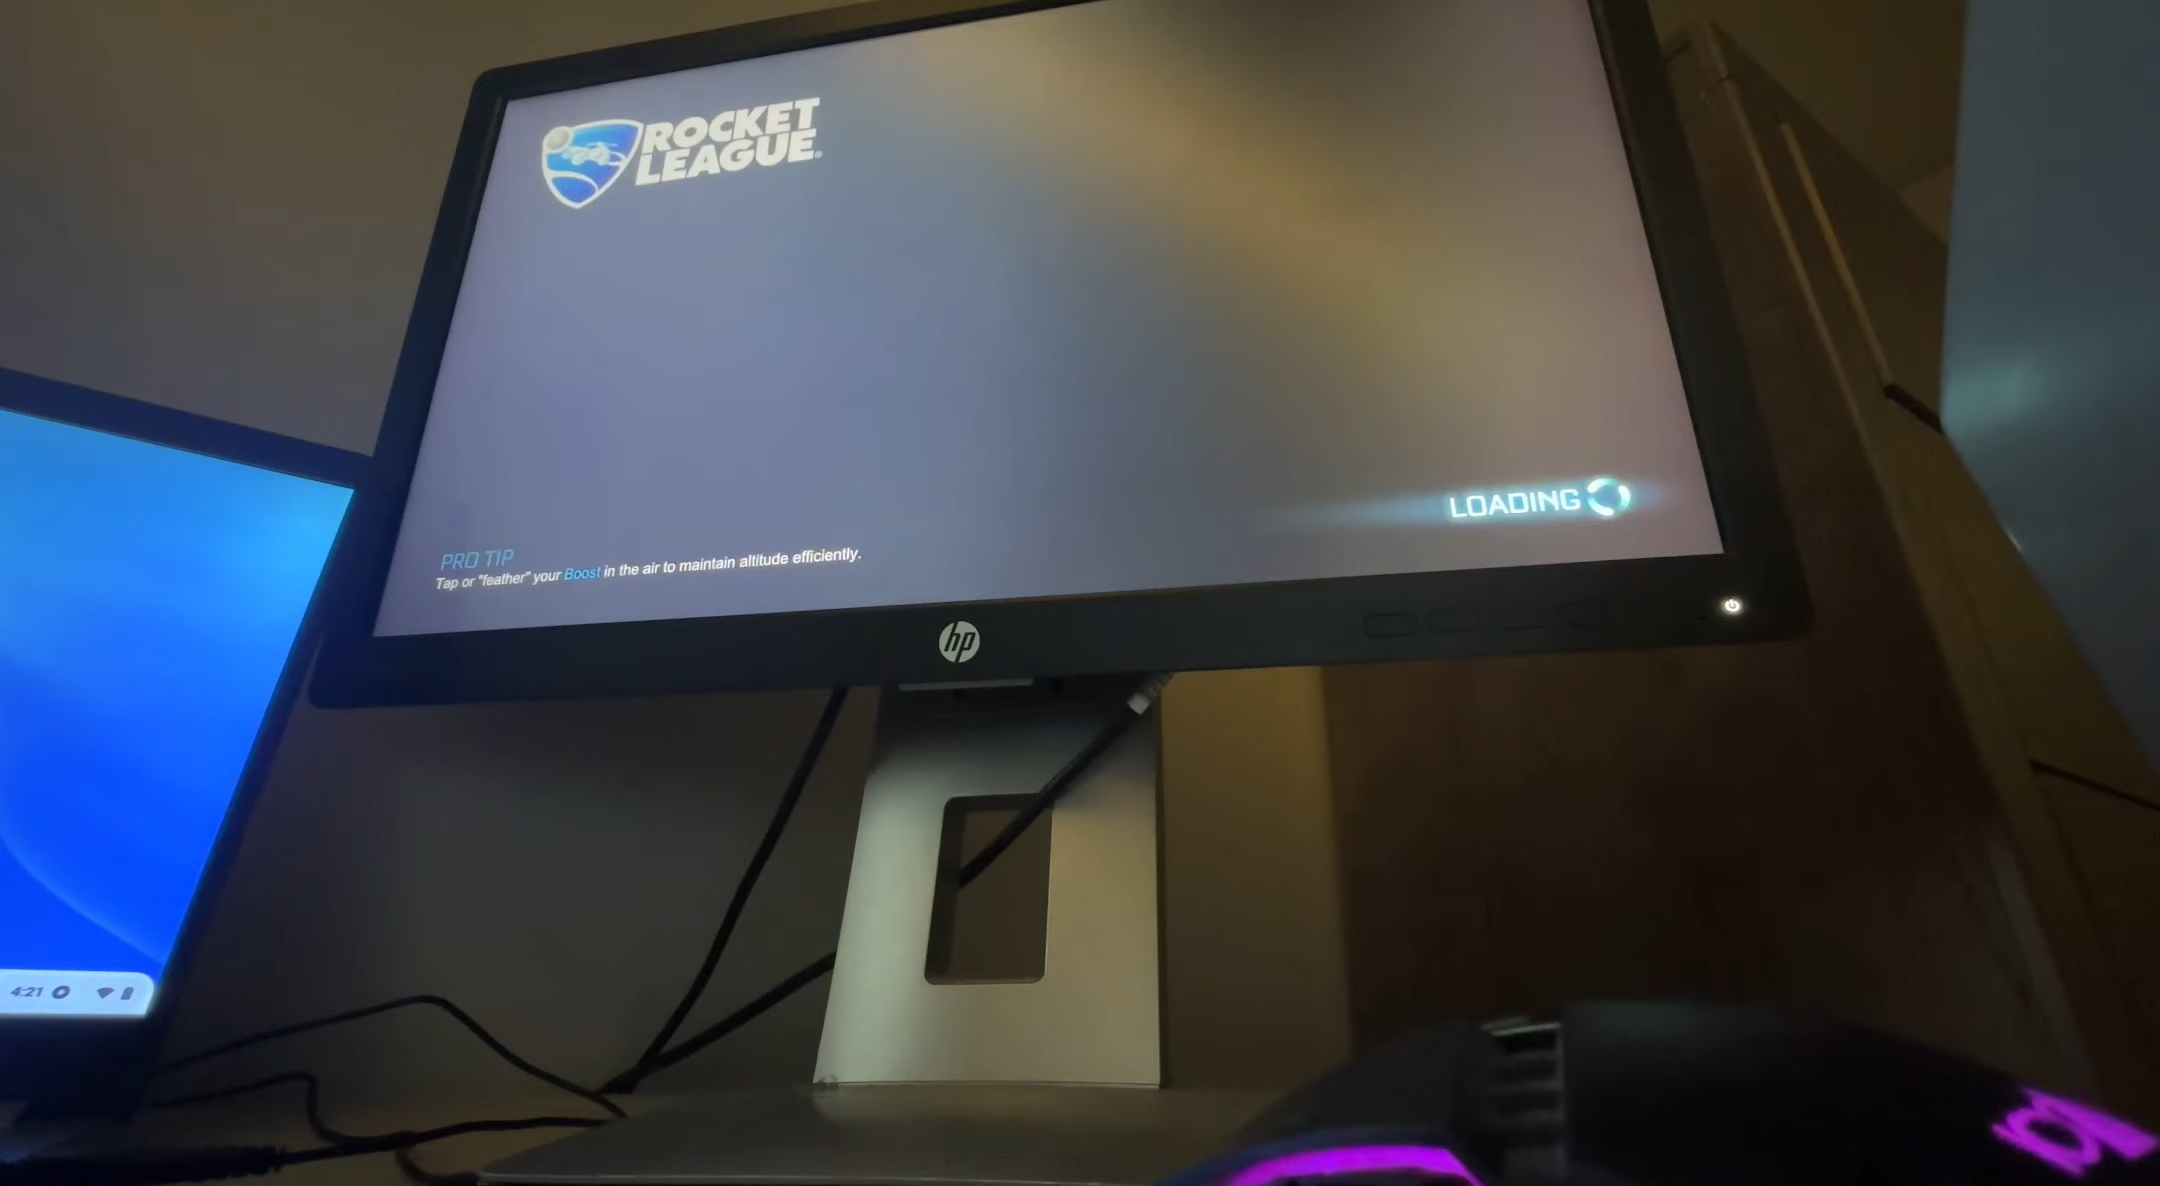 ROCKET
LEAGUE
LOADING
PRO TIP
Tap or "feather" your Boost in the air to maintain altitude efficiently.
hp
4:21